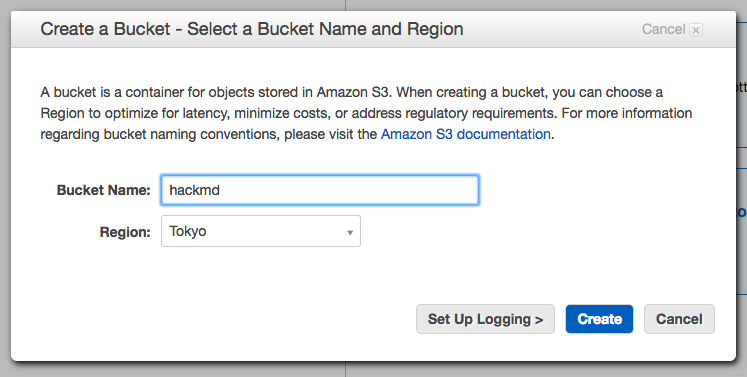 Create a Bucket - Select a Bucket Name and Region
Cancel
A bucket is a container for objects stored in Amazon S3. When creating a bucket, you can choose a
Region to optimize for latency, minimize costs, or address regulatory requirements. For more information
regarding bucket naming conventions, please visit the Amazon S3 documentation.
Bucket Name: hackmd
Region: Tokyo
Set Up Logging > Create Cancel